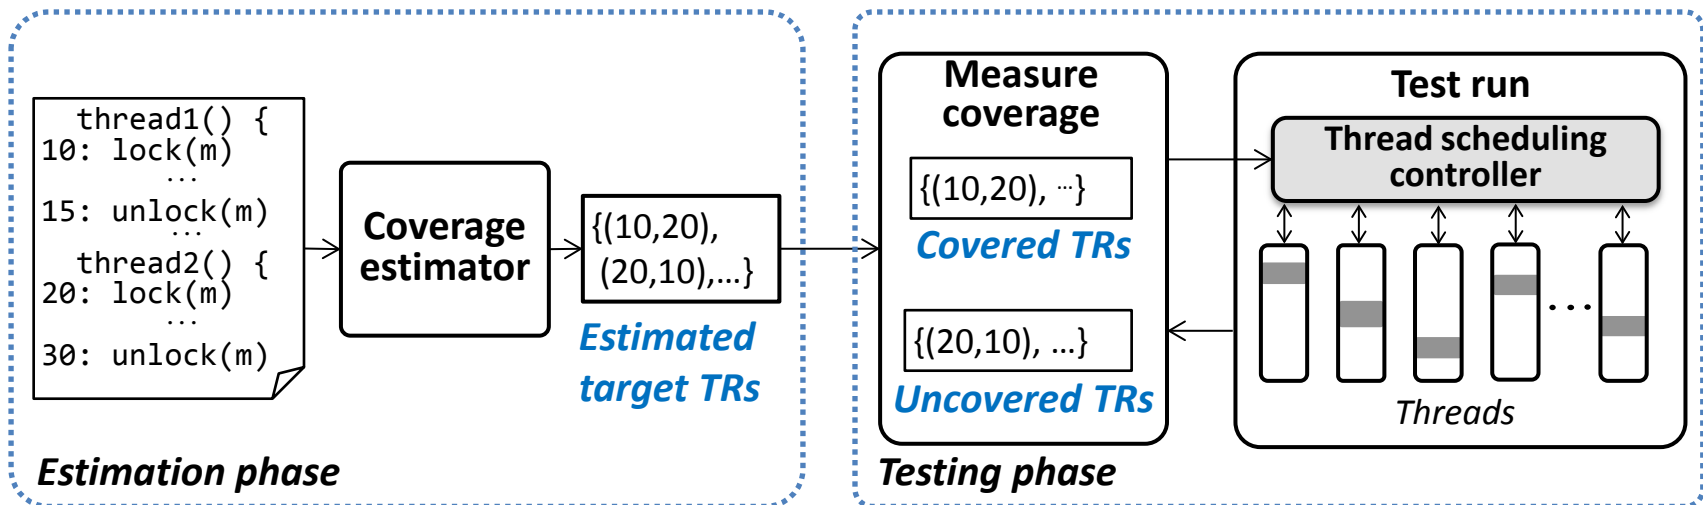 thread1() {
10: lock(m)
...
15: unlock(m)
...
thread2() {
20: lock(m)
...
30: unlock(m)
Coverage
estimator
{(10,20),
(20,10),...}
Estimated
target TRs
Estimation phase
Measure
coverage
{(10,20), ...}
Covered TRs
{(20,10), ...}
Uncovered TRs
Test run
Thread scheduling
controller
...
Threads
Testing phase